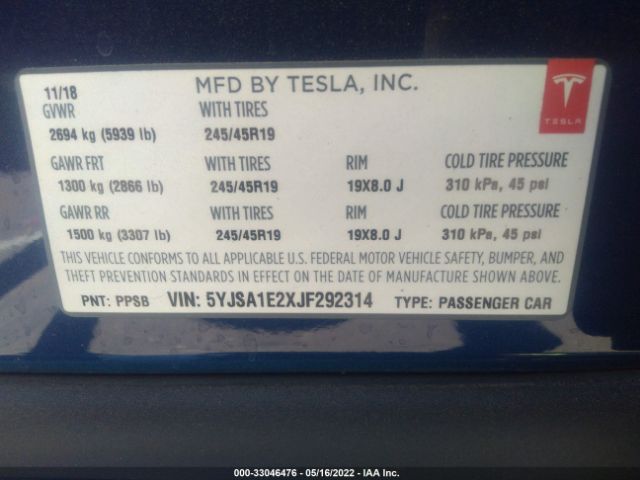 11/18 MFD BY TESLA, INC.
GVWR WITH TIRES
2694 kg (5939 lb) 245/45R19
TESLA
GAWR FRT WITH TIRES RIM COLD TIRE PRESSURE
1300 kg (2866 lb) 245/45R19 19X8.0 J 310 kPa, 45 psi
GAWR RR WITH TIRES RIM COLD TIRE PRESSURE
1500 kg (3307 lb) 245/45R19 19X8.0 J 310 kPa, 45 psi
THIS VEHICLE CONFORMS TO ALL APPLICABLE U.S. FEDERAL MOTOR VEHICLE SAFETY, BUMPER, AND
THEFT PREVENTION STANDARDS IN EFFECT ON THE DATE OF MANUFACTURE SHOWN ABOVE.
PNT: PPSB VIN: 5YJSA1E2XJF292314 TYPE: PASSENGER CAR
000-33046476 - 05/16/2022 - IAA Inc.